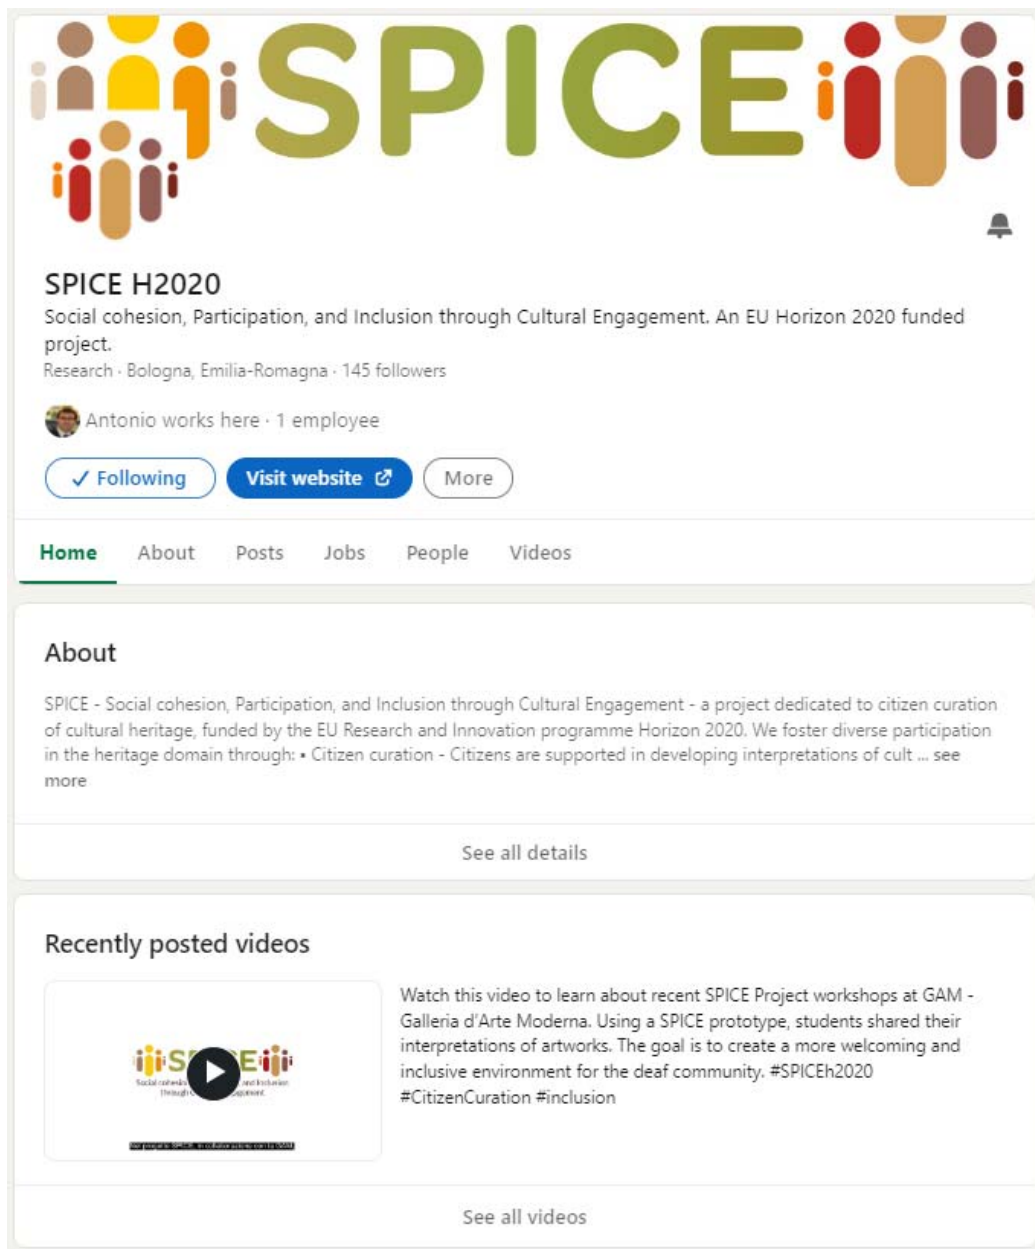 SPICE
SPICE H2020
Social cohesion, Participation, and Inclusion through Cultural Engagement. An EU Horizon 2020 funded
project.
Research · Bologna, Emilia-Romagna · 145 followers
Antonio works here · 1 employee
✓ Following
Visit website
More
Home
About
Posts
Jobs
People
Videos
About
SPICE - Social cohesion, Participation, and Inclusion through Cultural Engagement - a project dedicated to citizen curation
of cultural heritage, funded by the EU Research and Innovation programme Horizon 2020. We foster diverse participation
in the heritage domain through: ▪ Citizen curation - Citizens are supported in developing interpretations of cult ... see
more
See all details
Recently posted videos
Watch this video to learn about recent SPICE Project workshops at GAM -
Galleria d'Arte Moderna. Using a SPICE prototype, students shared their
interpretations of artworks. The goal is to create a more welcoming and
inclusive environment for the deaf community. #SPICEh2020
#CitizenCuration #inclusion
See all videos